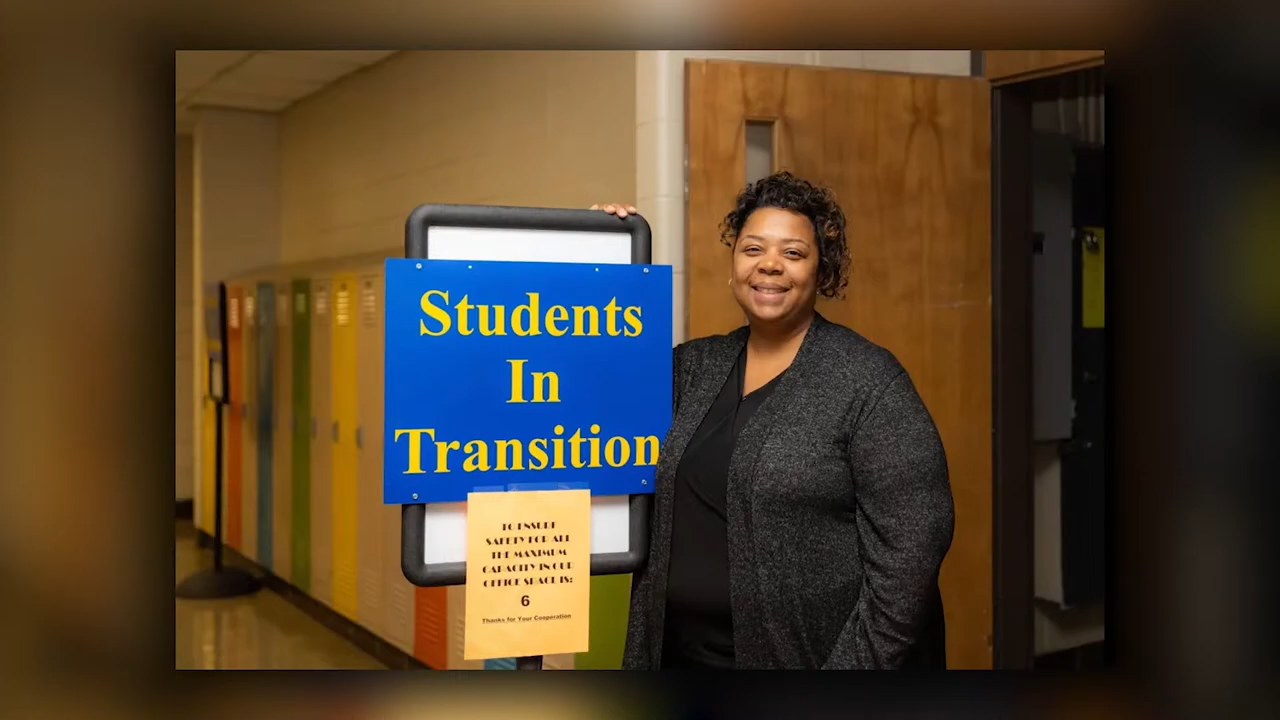 Students
In
Transition
TO ENSURE
SAFETY FOR ALL
THE MAXIMUM
CAPACITY IN OUR
OFFICE SPACE IS:
6
Thanks for Your Cooperation